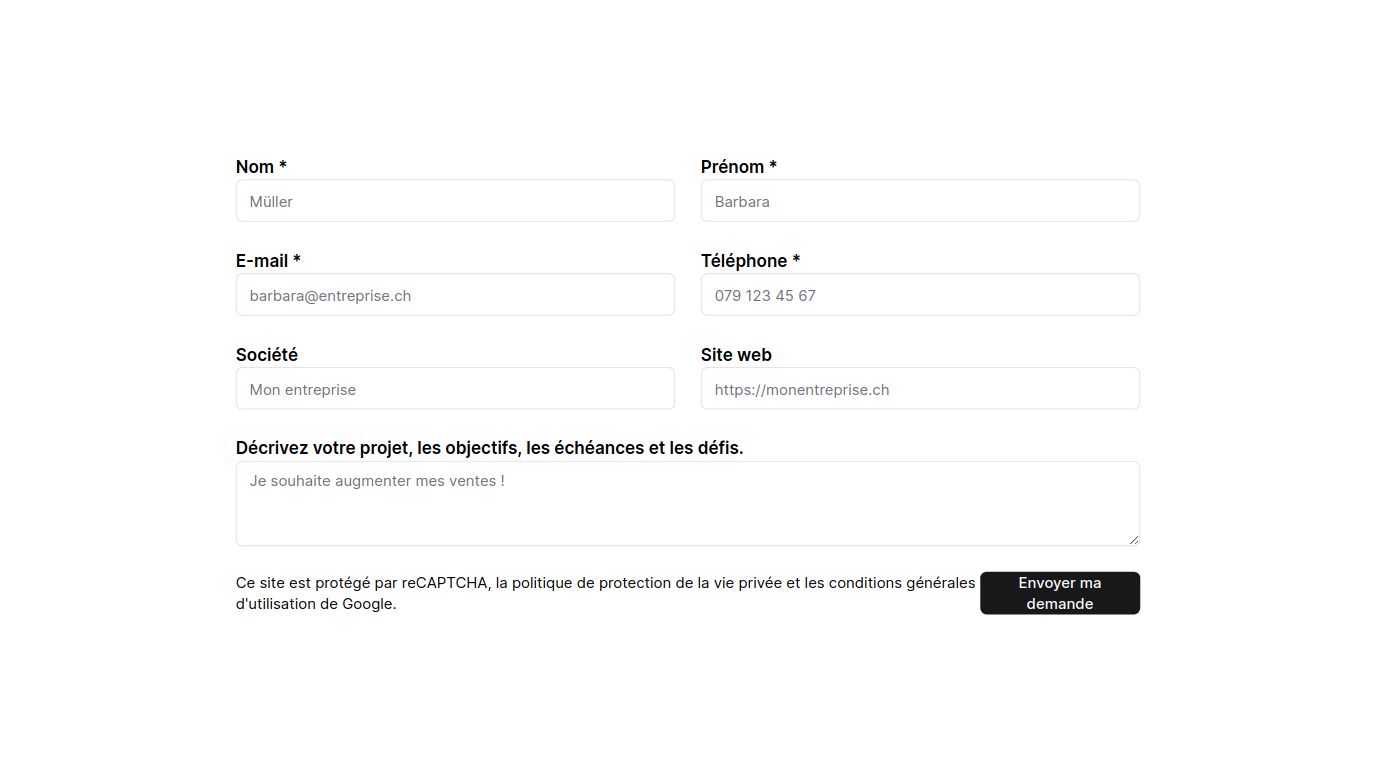 Nom *
Prénom *
Müller
Barbara
E-mail *
Téléphone *
barbara@entreprise.ch
079 123 45 67
Société
Site web
Mon entreprise
https://monentreprise.ch
Décrivez votre projet, les objectifs, les échéances et les défis.
Je souhaite augmenter mes ventes !
Ce site est protégé par reCAPTCHA, la politique de protection de la vie privée et les conditions générales
d'utilisation de Google.
Envoyer ma
demande